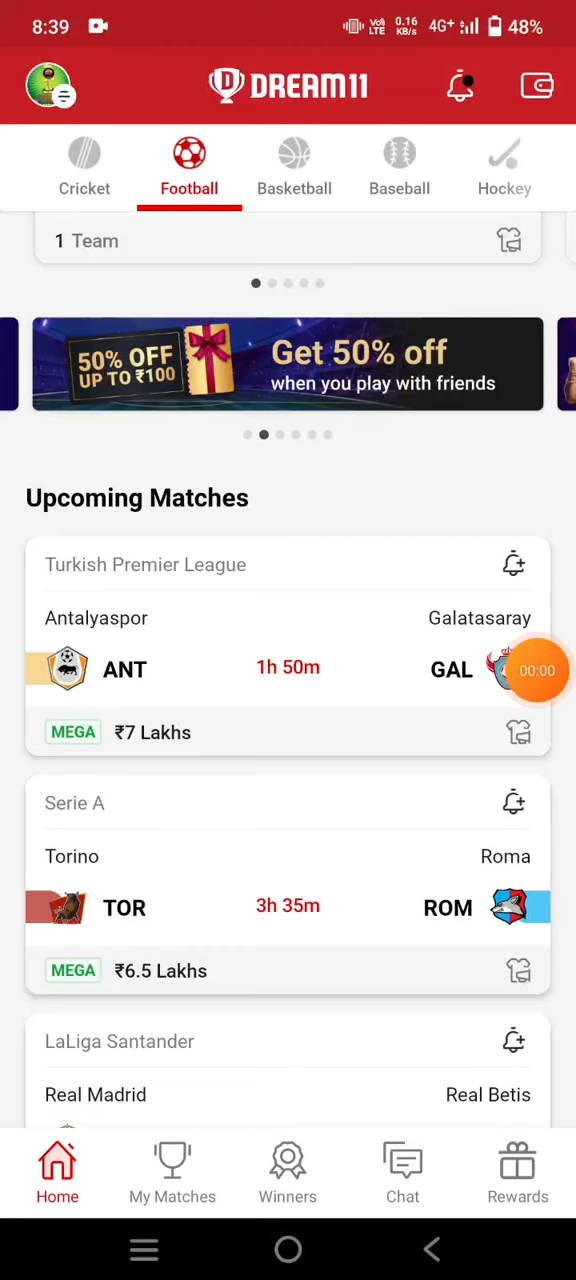 8:39 Vo) LTE 0.16 KB/s 4G+ 48%
DREAM11
Cricket Football Basketball Baseball Hockey
1 Team
50% OFF
UP TO ₹100
Get 50% off
when you play with friends
Upcoming Matches
Turkish Premier League
Antalyaspor Galatasaray
ANT 1h 50m GAL 00:00
MEGA ₹7 Lakhs
Serie A
Torino Roma
TOR 3h 35m ROM
MEGA ₹6.5 Lakhs
LaLiga Santander
Real Madrid Real Betis
Home My Matches Winners Chat Rewards